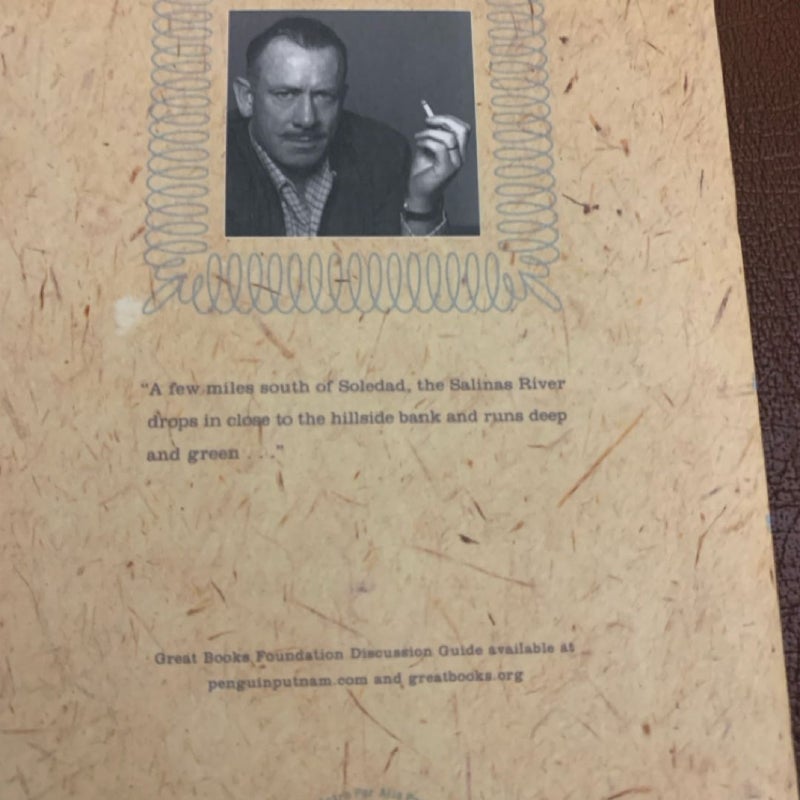 “A few miles south of Soledad, the Salinas River
drops in close to the hillside bank and runs deep
and green . . .”
Great Books Foundation Discussion Guide available at
penguinputnam.com and greatbooks.org